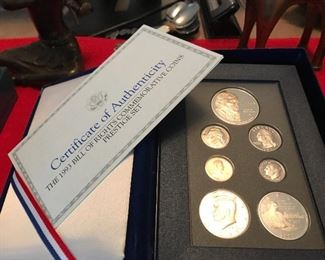 Certificate of Authenticity
THE 1993 BILL OF RIGHTS COMMEMORATIVE COINS
PRESTIGE SET